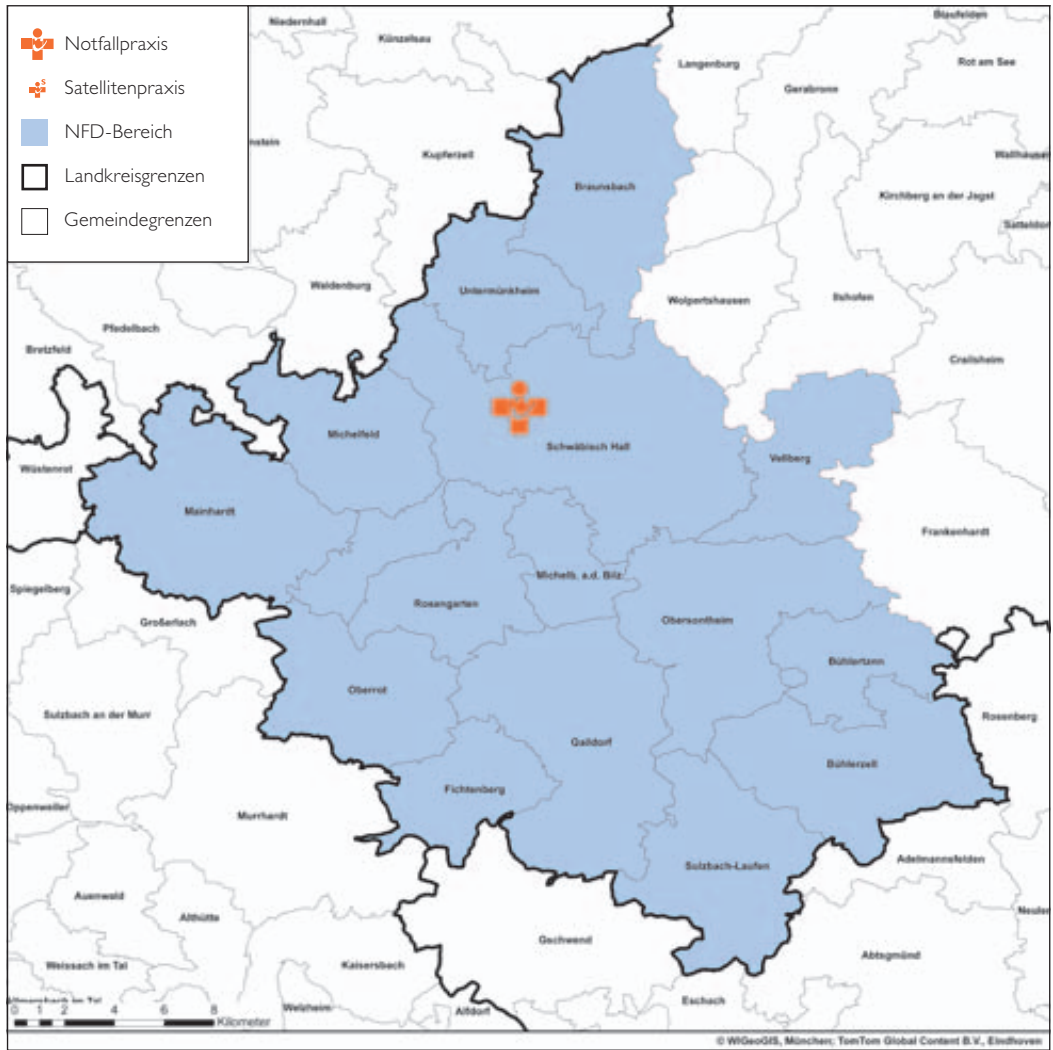 Notfallpraxis
Satellitenpraxis
NFD-Bereich
Landkreisgrenzen
Gemeindegrenzen
Niedernhall
Künzelsau
Blaufelden
Langenburg
Rot am See
Gerabronn
nstein
Kupferzell
Wallhausen
Braunsbach
Kirchberg an der Jagst
Satteldorf
Waldenburg
Untermünkheim
Wolpertshausen
Ilshofen
Pfedelbach
Bretzfeld
Crailsheim
Michelfeld
Schwäbisch Hall
Vellberg
Wüstenrot
Mainhardt
Frankenhardt
Spiegelberg
Michelb. a.d. Bilz
Rosengarten
Großerlach
Obersontheim
Bühlertann
Oberrot
Sulzbach an der Murr
Rosenberg
Gaildorf
Bühlerzell
Fichtenberg
Oppenweiler
Murrhardt
Sulzbach-Laufen
Adelmannsfelden
Auenwald
Althütte
Neuler
Gschwend
Abtsgmünd
Weissach im Tal
Kaisersbach
Eschach
Welzheim
Alfdorf
0 1 2 4 6 8
Kilometer
© WIGeoGIS, München; TomTom Global Content B.V., Eindhoven